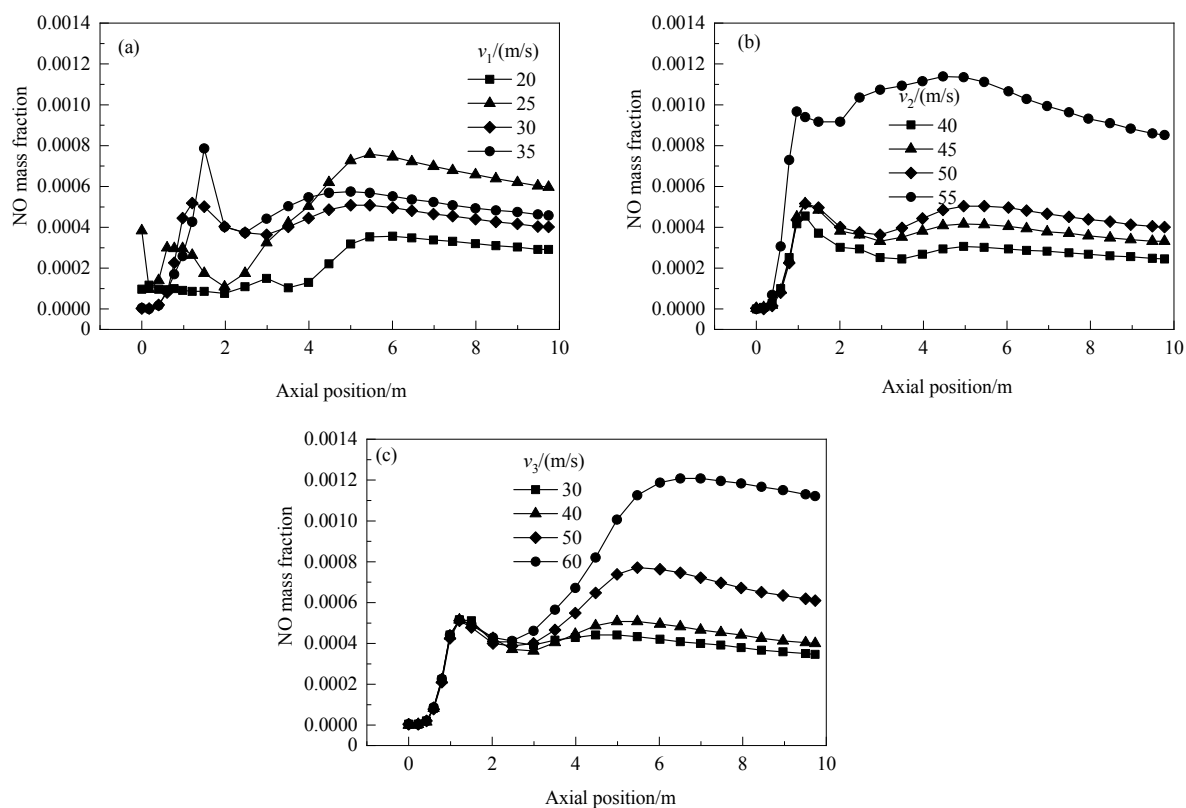 (a)
NO mass fraction
0.0014
0.0012
0.0010
0.0008
0.0006
0.0004
0.0002
0.0000
0
v1/(m/s)
20
25
30
35
0 2 4 6 8 10
Axial position/m
(b)
NO mass fraction
0.0014
0.0012
0.0010
0.0008
0.0006
0.0004
0.0002
0.0000
0
v2/(m/s)
40
45
50
55
0 2 4 6 8 10
Axial position/m
(c)
NO mass fraction
0.0014
0.0012
0.0010
0.0008
0.0006
0.0004
0.0002
0.0000
0
v3/(m/s)
30
40
50
60
0 2 4 6 8 10
Axial position/m